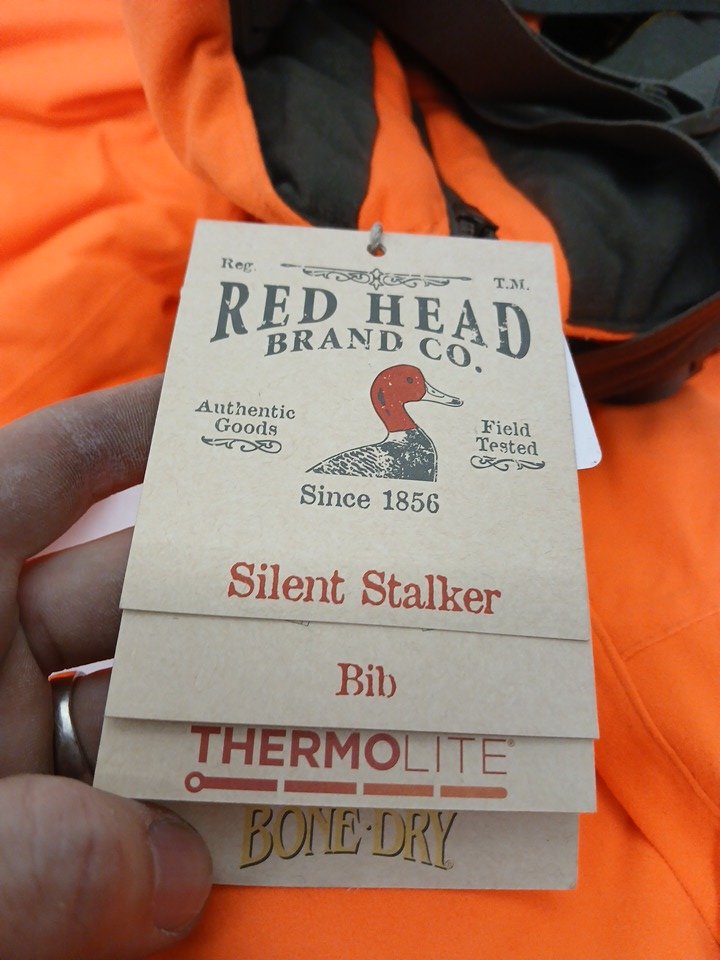 Reg.
T.M.
RED HEAD
BRAND CO.
Authentic
Goods
Field
Tested
Since 1856
Silent Stalker
Bib
THERMOLITE®
BONE·DRY